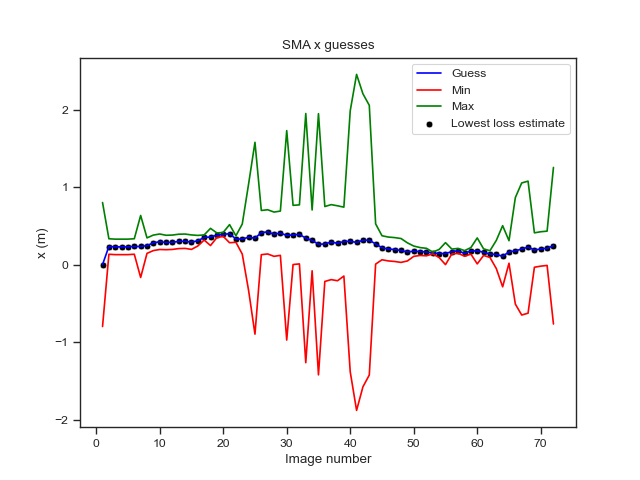 SMA x guesses
Guess
Min
Max
Lowest loss estimate
x (m)
2
1
0
−1
−2
0 10 20 30 40 50 60 70
Image number